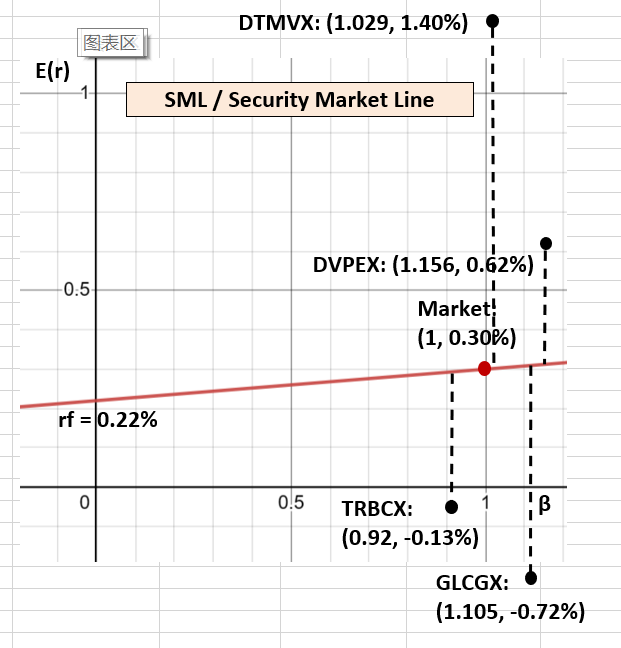 DTMVX: (1.029, 1.40%)
图表区
E(r)
1
SML / Security Market Line
DVPEX: (1.156, 0.62%)
0.5
Market:
(1, 0.30%)
rf = 0.22%
0
0.5
1
β
TRBCX:
(0.92, -0.13%)
GLCGX:
(1.105, -0.72%)